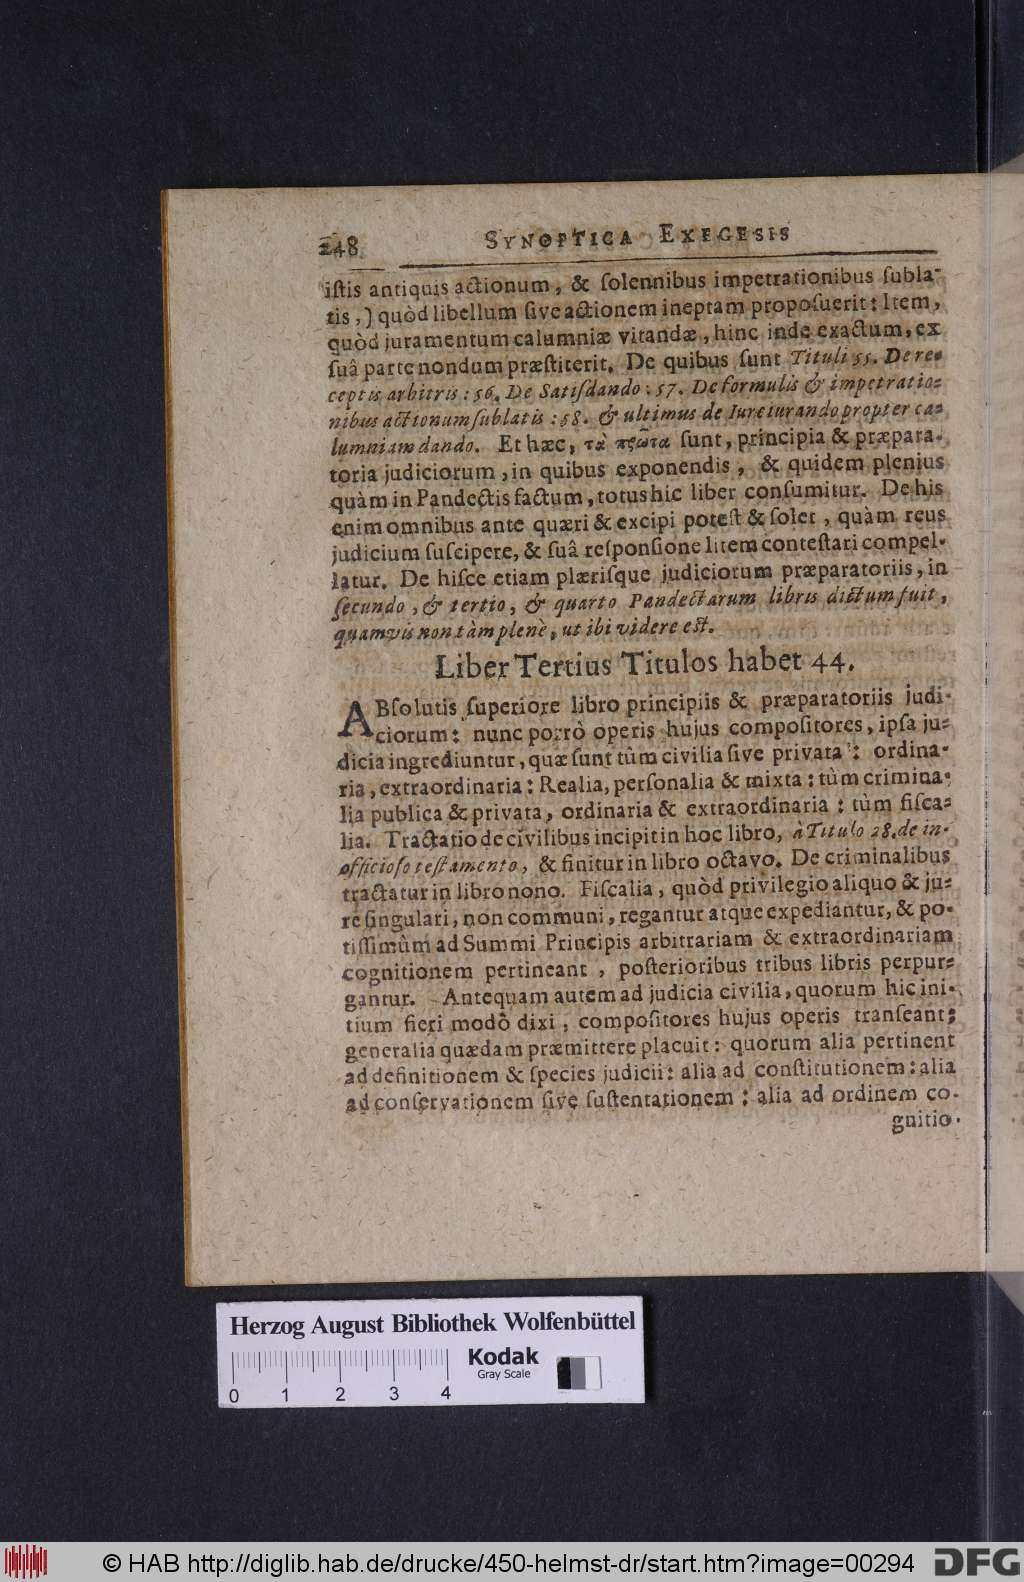 248 SYNOPTICA EXEGESIS
iſtis antiquis actionum, & ſolennibus impetrationibus ſubla-
tis,) quòd libellum ſive actionem ineptam propoſuerit: Item,
quòd juramentum calumniæ vitandæ, hinc inde exactum, ex
ſuâ parte nondum præſtiterit. De quibus ſunt Tituli 55. De re-
ceptis arbitris: 56. De Satiſdando: 57. De formulis & impetratio-
nibus actionum ſublatis: 58. & ultimus de Iureiurando propter ca-
lumniam dando. Et hæc, τὰ πρῶτα ſunt, principia & præpara-
toria judiciorum, in quibus exponendis, & quidem plenius
quàm in Pandectis factum, totus hic liber conſumitur. De his
enim omnibus ante quæri & excipi poteſt & ſolet, quàm reus
judicium ſuſcipere, & ſuâ reſponſione litem conteſtari compel-
latur. De hiſce etiam plæriſque judiciorum præparatoriis, in
ſecundo, & tertio, & quarto Pandectarum libris dictum fuit,
quamvis non tàm plenè, ut ibi videre eſt.
Liber Tertius Titulos habet 44.
ABſolutis ſuperiore libro principiis & præparatoriis judi-
ciorum: nunc porrò operis hujus compoſitores, ipſa ju-
dicia ingrediuntur, quæ ſunt tùm civilia ſive privata: ordina-
ria, extraordinaria: Realia, perſonalia & mixta: tùm crimina-
lia publica & privata, ordinaria & extraordinaria: tùm fiſca-
lia. Tractatio de civilibus incipit in hoc libro, à Titulo 28. de in-
officioſo teſtamento, & finitur in libro octavo. De criminalibus
tractatur in libro nono. Fiſcalia, quòd privilegio aliquo & ju-
re ſingulari, non communi, regantur atque expediantur, & po-
tiſſimûm ad Summi Principis arbitrariam & extraordinariam
cognitionem pertineant, poſterioribus tribus libris perpur-
gantur. Antequam autem ad judicia civilia, quorum hic ini-
tium fieri modò dixi, compoſitores hujus operis tranſeant;
generalia quædam præmittere placuit: quorum alia pertinent
ad definitionem & ſpecies judicii: alia ad conſtitutionem: alia
ad conſervationem ſive ſuſtentationem: alia ad ordinem co-
gnitio-
Herzog August Bibliothek Wolfenbüttel
Kodak
Gray Scale
0 1 2 3 4
© HAB http://diglib.hab.de/drucke/450-helmst-dr/start.htm?image=00294 DFG